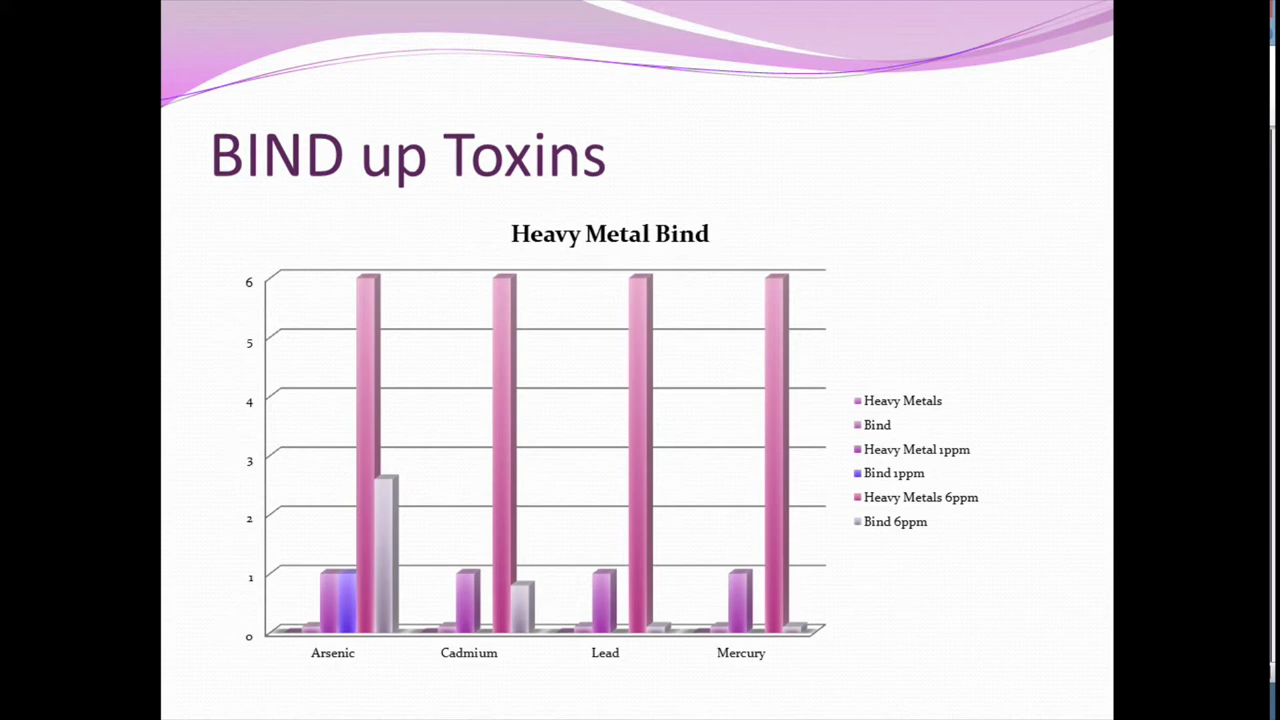 BIND up Toxins
Heavy Metal Bind
6
5
4
3
2
1
0
Arsenic
Cadmium
Lead
Mercury
Heavy Metals
Bind
Heavy Metal 1ppm
Bind 1ppm
Heavy Metals 6ppm
Bind 6ppm